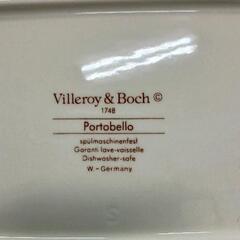 Villeroy & Boch ©
1748
Portobello
spülmaschinenfest
Garanti lave-vaisselle
Dishwasher-safe
W.-Germany